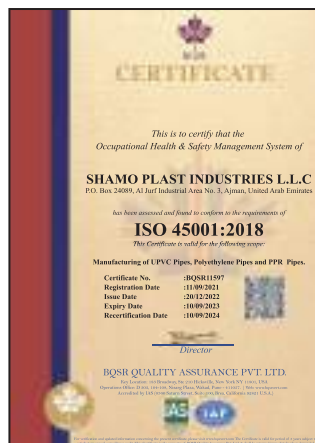 BQSR
CERTIFICATE
This is to certify that the
Occupational Health & Safety Management System of
SHAMO PLAST INDUSTRIES L.L.C
P.O. Box 24089, Al Jurf Industrial Area No. 3, Ajman, United Arab Emirates
has been assessed and found to conform to the requirements of
ISO 45001:2018
This Certificate is valid for the following scope:
Manufacturing of UPVC Pipes, Polyethylene Pipes and PPR Pipes.
Certificate No. :BQSR11597
Registration Date :11/09/2021
Issue Date :20/12/2022
Expiry Date :10/09/2023
Recertification Date :10/09/2024
Director
BQSR QUALITY ASSURANCE PVT. LTD.
IAS
IAF